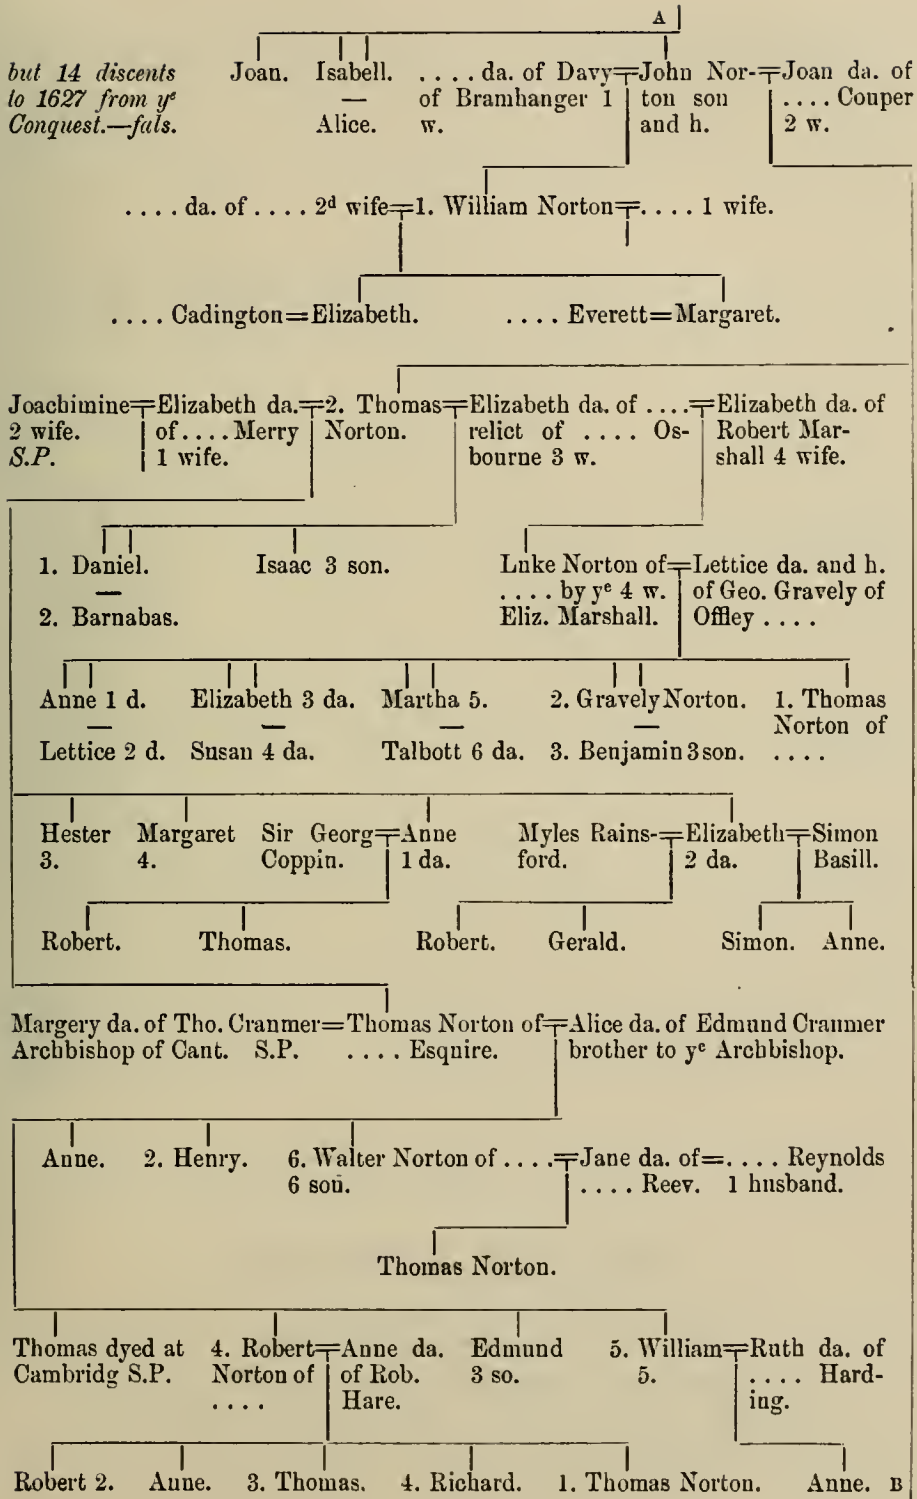 A
but 14 discents Joan. Isabell. . . . . da. of Davy=John Nor-=Joan da. of
to 1627 from yᵉ — of Bramhanger 1 ton son . . . . Couper
Conquest.—fals. Alice. w. and h. 2 w.
. . . . da. of . . . . 2ᵈ wife=1. William Norton=. . . . 1 wife.
. . . . Cadington=Elizabeth. . . . . Everett=Margaret.
Joachimine=Elizabeth da.=2. Thomas=Elizabeth da. of . . . .=Elizabeth da. of
2 wife. of . . . . Merry Norton. relict of . . . . Os- Robert Mar-
S.P. 1 wife. bourne 3 w. shall 4 wife.
1. Daniel. Isaac 3 son. Luke Norton of=Lettice da. and h.
— . . . . by yᵉ 4 w. of Geo. Gravely of
2. Barnabas. Eliz. Marshall. Offley . . . .
Anne 1 d. Elizabeth 3 da. Martha 5. 2. Gravely Norton. 1. Thomas
— — — — Norton of
Lettice 2 d. Susan 4 da. Talbott 6 da. 3. Benjamin 3 son. . . . .
Hester Margaret Sir Georg=Anne Myles Rains-=Elizabeth=Simon
3. 4. Coppin. 1 da. ford. 2 da. Basill.
Robert. Thomas. Robert. Gerald. Simon. Anne.
Margery da. of Tho. Cranmer=Thomas Norton of=Alice da. of Edmund Cranmer
Archbishop of Cant. S.P. . . . . Esquire. brother to yᵉ Archbishop.
Anne. 2. Henry. 6. Walter Norton of . . . .=Jane da. of=. . . . Reynolds
6 son. . . . . Reev. 1 husband.
Thomas Norton.
Thomas dyed at 4. Robert=Anne da. Edmund 5. William=Ruth da. of
Cambridg S.P. Norton of of Rob. 3 so. 5. . . . . Hard-
. . . . Hare. ing.
Robert 2. Anne. 3. Thomas. 4. Richard. 1. Thomas Norton. Anne. B